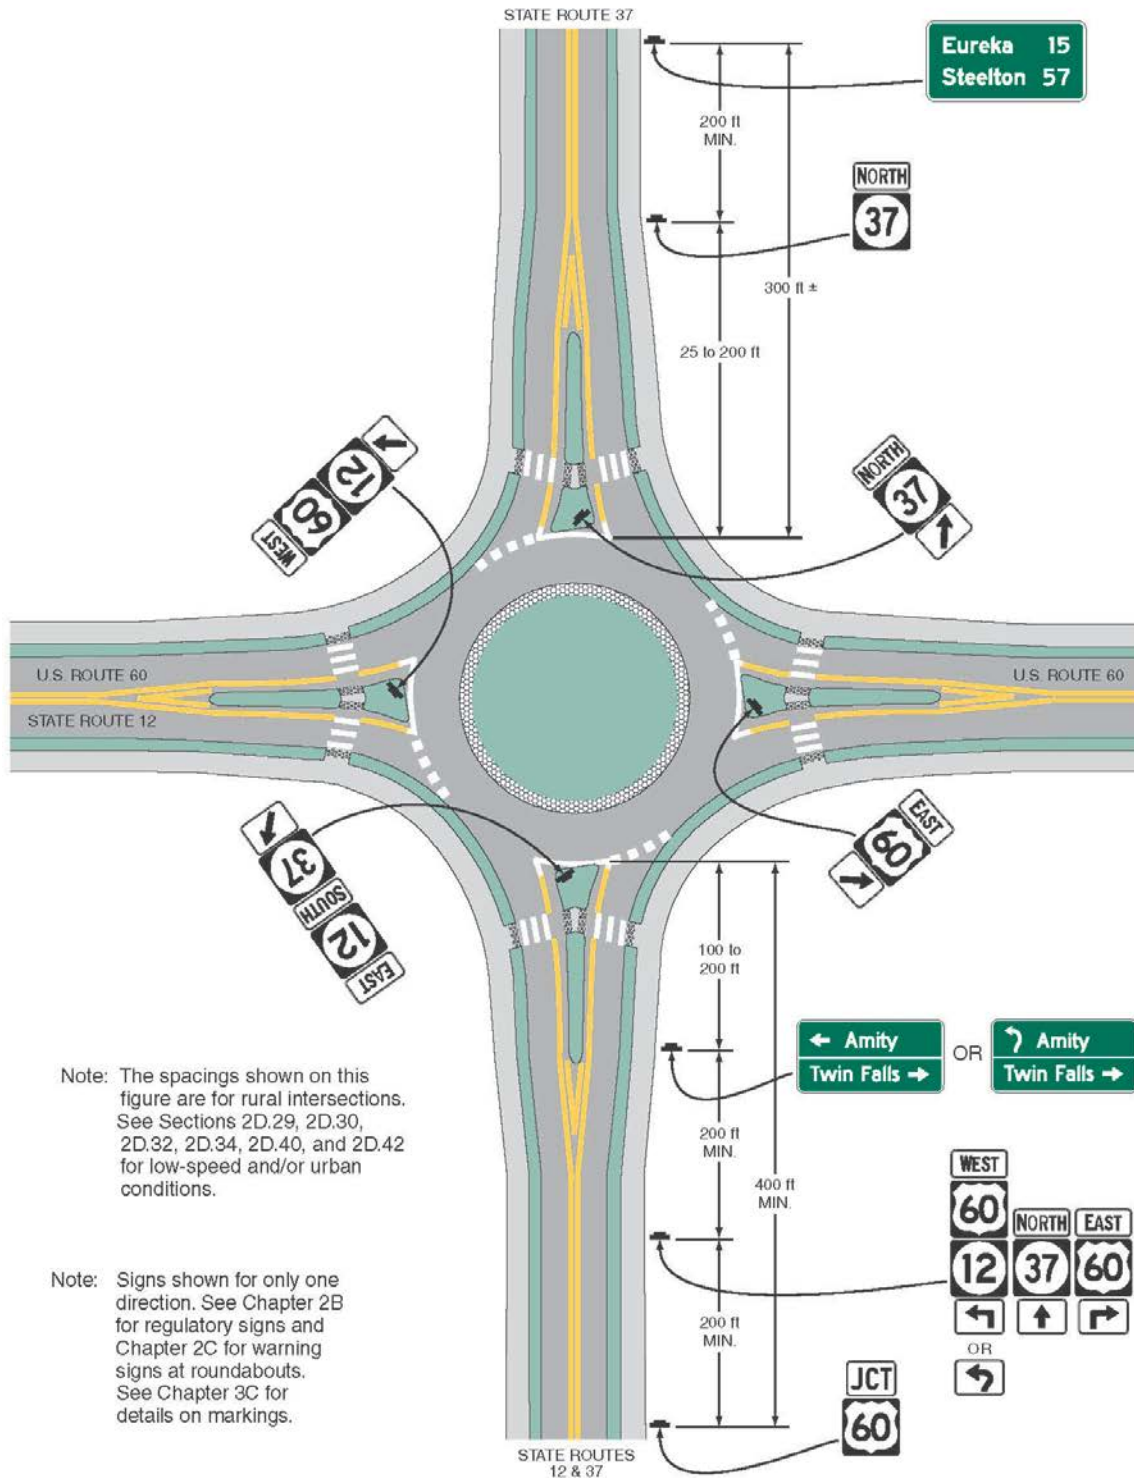 STATE ROUTE 37
Eureka 15
Steelton 57
200 ft
MIN.
NORTH
37
300 ft ±
25 to 200 ft
12
60
WEST
NORTH
37
U.S. ROUTE 60
STATE ROUTE 12
U.S. ROUTE 60
37
SOUTH
12
EAST
EAST
60
100 to
200 ft
← Amity
Twin Falls →
OR
↰ Amity
Twin Falls →
200 ft
MIN.
400 ft
MIN.
WEST
60
12
NORTH
37
EAST
60
OR
200 ft
MIN.
JCT
60
Note: The spacings shown on this
figure are for rural intersections.
See Sections 2D.29, 2D.30,
2D.32, 2D.34, 2D.40, and 2D.42
for low-speed and/or urban
conditions.
Note: Signs shown for only one
direction. See Chapter 2B
for regulatory signs and
Chapter 2C for warning
signs at roundabouts.
See Chapter 3C for
details on markings.
STATE ROUTES
12 & 37